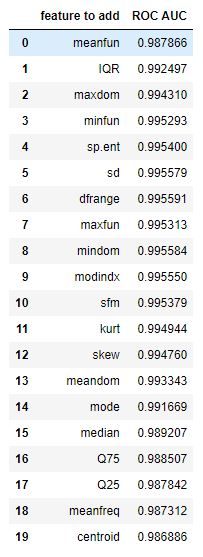 feature to add ROC AUC
0 meanfun 0.987866
1 IQR 0.992497
2 maxdom 0.994310
3 minfun 0.995293
4 sp.ent 0.995400
5 sd 0.995579
6 dfrange 0.995591
7 maxfun 0.995313
8 mindom 0.995584
9 modindx 0.995550
10 sfm 0.995379
11 kurt 0.994944
12 skew 0.994760
13 meandom 0.993343
14 mode 0.991669
15 median 0.989207
16 Q75 0.988507
17 Q25 0.987842
18 meanfreq 0.987312
19 centroid 0.986886